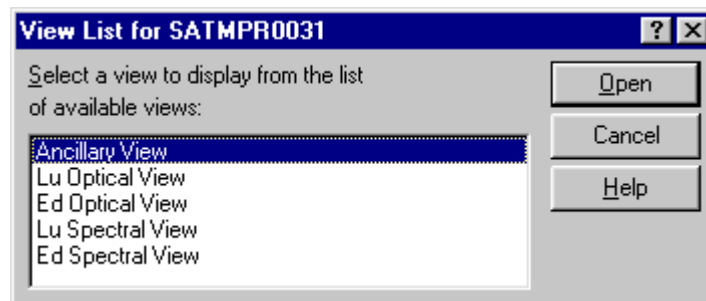 View List for SATMPR0031
? X
Select a view to display from the list
of available views:
Open
Cancel
Help
Ancillary View
Lu Optical View
Ed Optical View
Lu Spectral View
Ed Spectral View